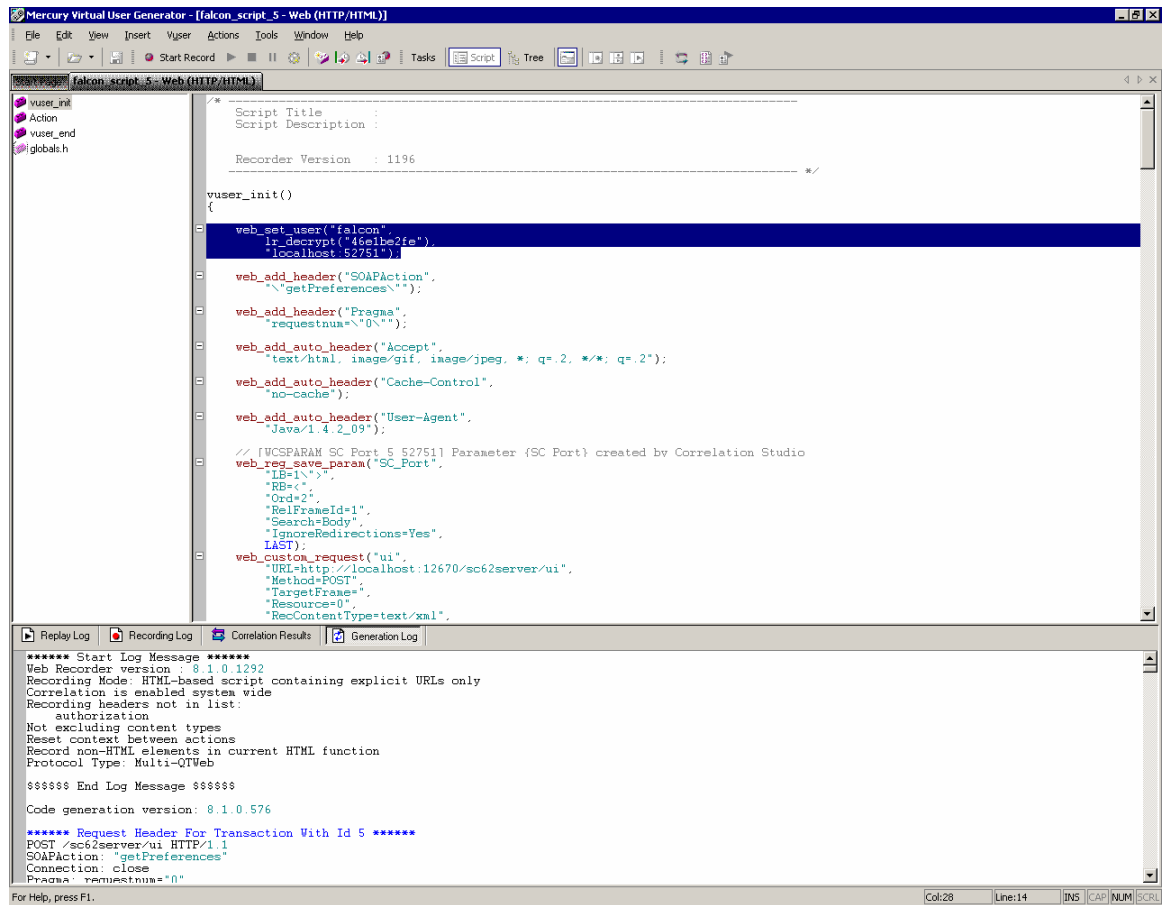 Mercury Virtual User Generator - [falcon_script_5 - Web (HTTP/HTML)]
File Edit View Insert Vuser Actions Tools Window Help
Start Record Tasks Script Tree
Start Page falcon_script_5 - Web (HTTP/HTML)
vuser_init
Action
vuser_end
globals.h
/* -------------------------------------------------------------------------------
Script Title :
Script Description :
Recorder Version : 1196
------------------------------------------------------------------------------- */
vuser_init()
{
web_set_user("falcon",
lr_decrypt("46e1be2fe"),
"localhost:52751");
web_add_header("SOAPAction",
"\"getPreferences\"");
web_add_header("Pragma",
"requestnum=\"0\"");
web_add_auto_header("Accept",
"text/html, image/gif, image/jpeg, *; q=.2, */*; q=.2");
web_add_auto_header("Cache-Control",
"no-cache");
web_add_auto_header("User-Agent",
"Java/1.4.2_09");
// [WCSPARAM SC_Port 5 52751] Parameter {SC_Port} created by Correlation Studio
web_reg_save_param("SC_Port",
"LB=1\">",
"RB=<",
"Ord=2",
"RelFrameId=1",
"Search=Body",
"IgnoreRedirections=Yes",
LAST);
web_custom_request("ui",
"URL=http://localhost:12670/sc62server/ui",
"Method=POST",
"TargetFrame=",
"Resource=0",
"RecContentType=text/xml",
Replay Log Recording Log Correlation Results Generation Log
****** Start Log Message ******
Web Recorder version : 8.1.0.1292
Recording Mode: HTML-based script containing explicit URLs only
Correlation is enabled system wide
Recording headers not in list:
authorization
Not excluding content types
Reset context between actions
Record non-HTML elements in current HTML function
Protocol Type: Multi-QTWeb
$$$$$$ End Log Message $$$$$$
Code generation version: 8.1.0.576
****** Request Header For Transaction With Id 5 ******
POST /sc62server/ui HTTP/1.1
SOAPAction: "getPreferences"
Connection: close
Pragma: requestnum="0"
For Help, press F1. Col:28 Line:14 INS CAP NUM SCRL